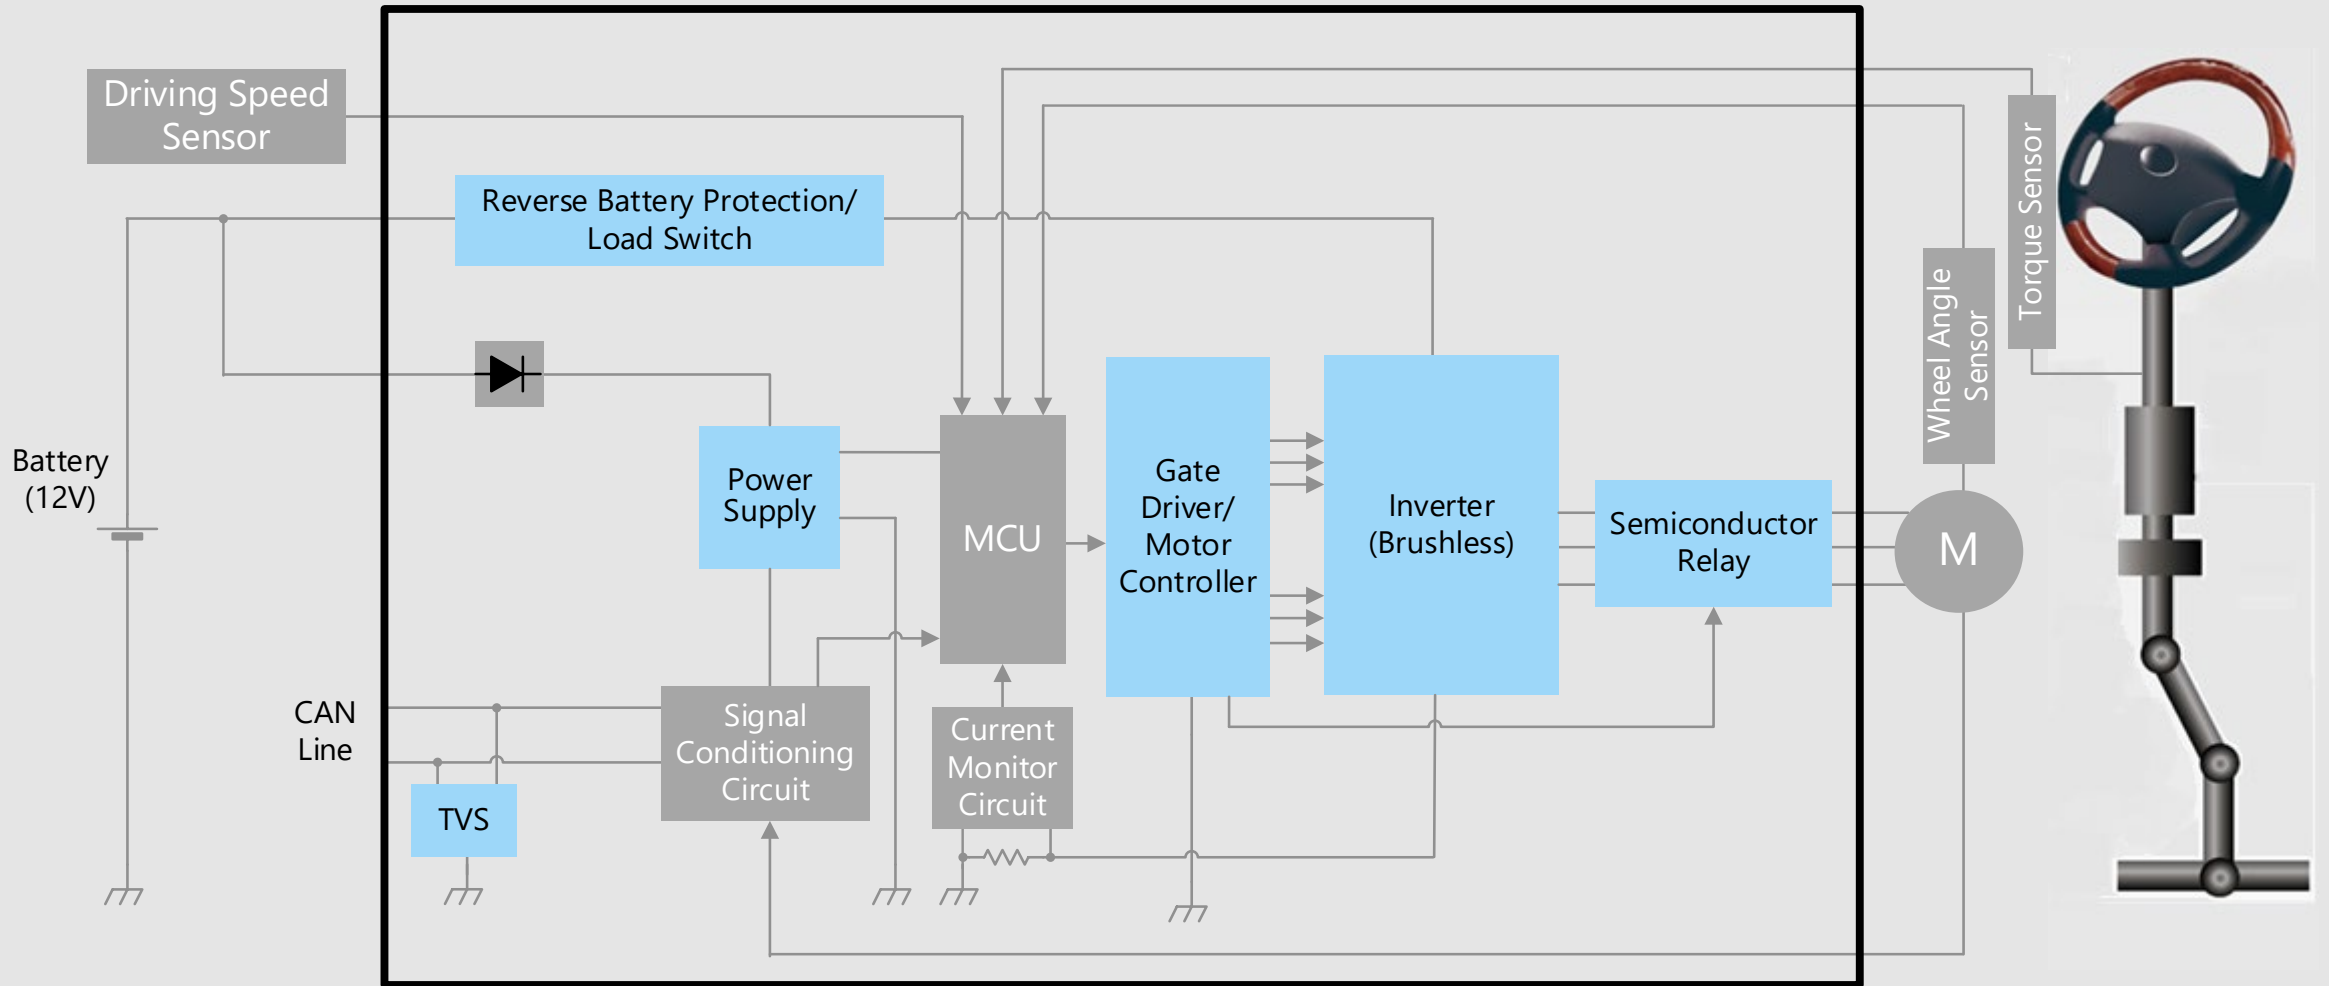 Driving Speed
Sensor
Reverse Battery Protection/
Load Switch
Torque Sensor
Wheel Angle
Sensor
Battery
(12V)
Power
Supply
MCU
Gate
Driver/
Motor
Controller
Inverter
(Brushless)
Semiconductor
Relay
M
CAN
Line
TVS
Signal
Conditioning
Circuit
Current
Monitor
Circuit